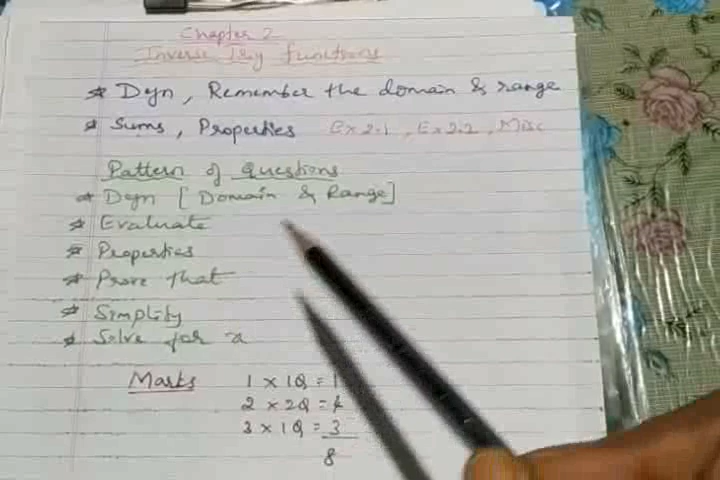 Chapter 2
Inverse Trig functions
* Defn, Remember the domain & range
* Sums, Properties Ex 2.1, Ex 2.2, Misc
Pattern of Questions
* Defn [Domain & Range]
* Evaluate
* Properties
* Prove that
* Simplify
* Solve for x
Marks 1 x 1Q = 1
2 x 2Q = 4
3 x 1Q = 3
8